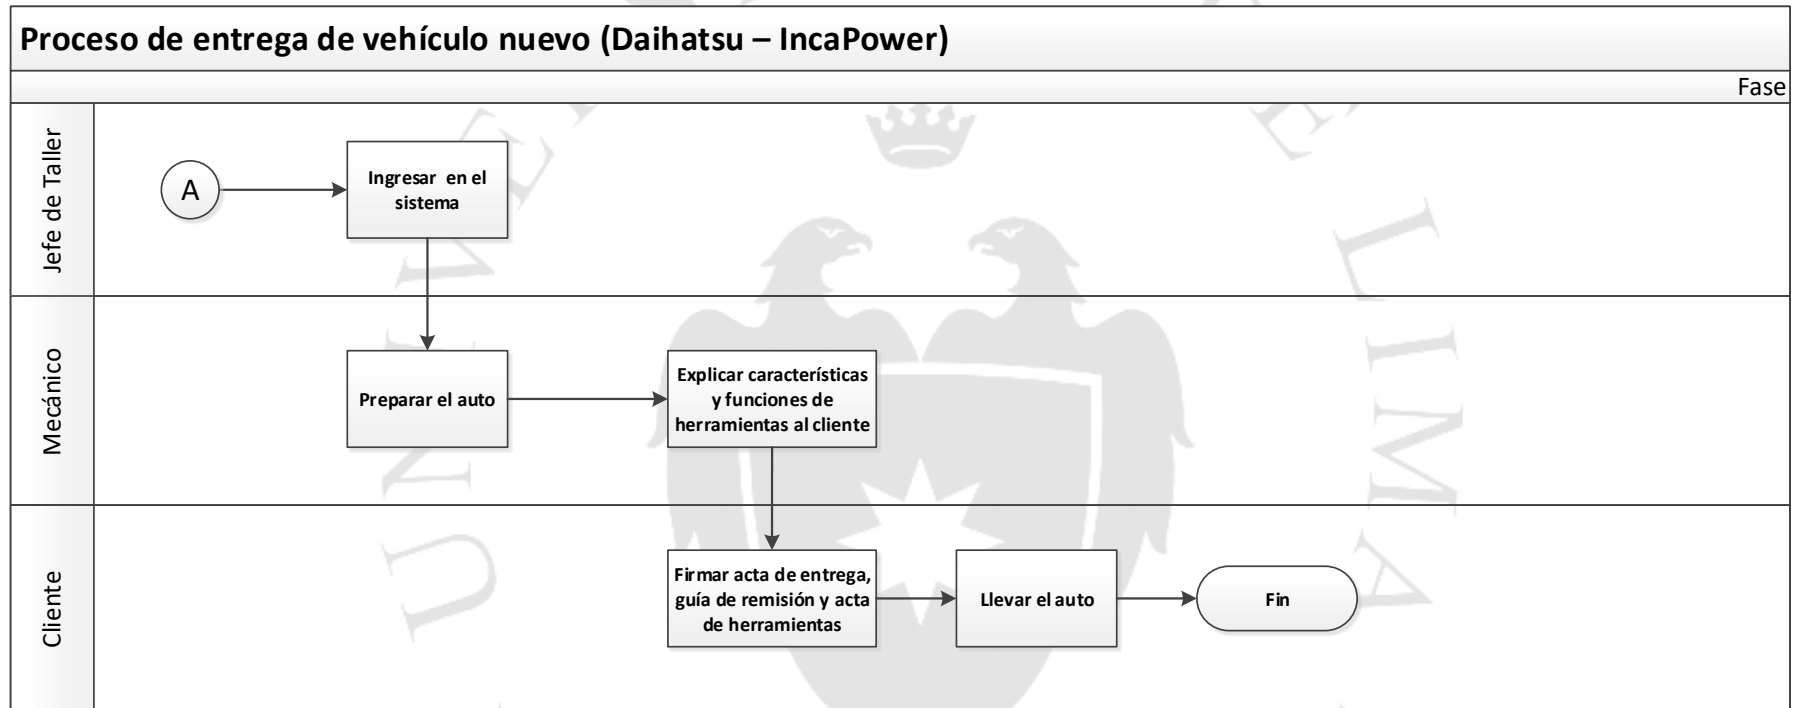 Proceso de entrega de vehículo nuevo (Daihatsu – IncaPower)
Fase
Jefe de Taller
A
Ingresar en el
sistema
Mecánico
Preparar el auto
Explicar características
y funciones de
herramientas al cliente
Cliente
Firmar acta de entrega,
guía de remisión y acta
de herramientas
Llevar el auto
Fin
LIMA